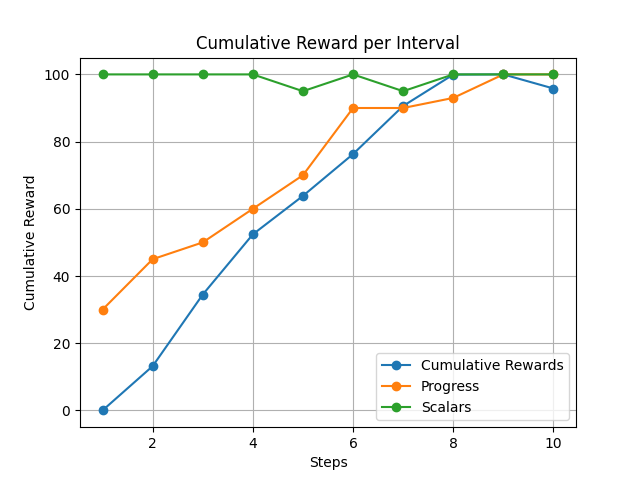 Cumulative Reward per Interval
Cumulative Reward
100
80
60
40
20
0
2 4 6 8 10
Steps
Cumulative Rewards
Progress
Scalars